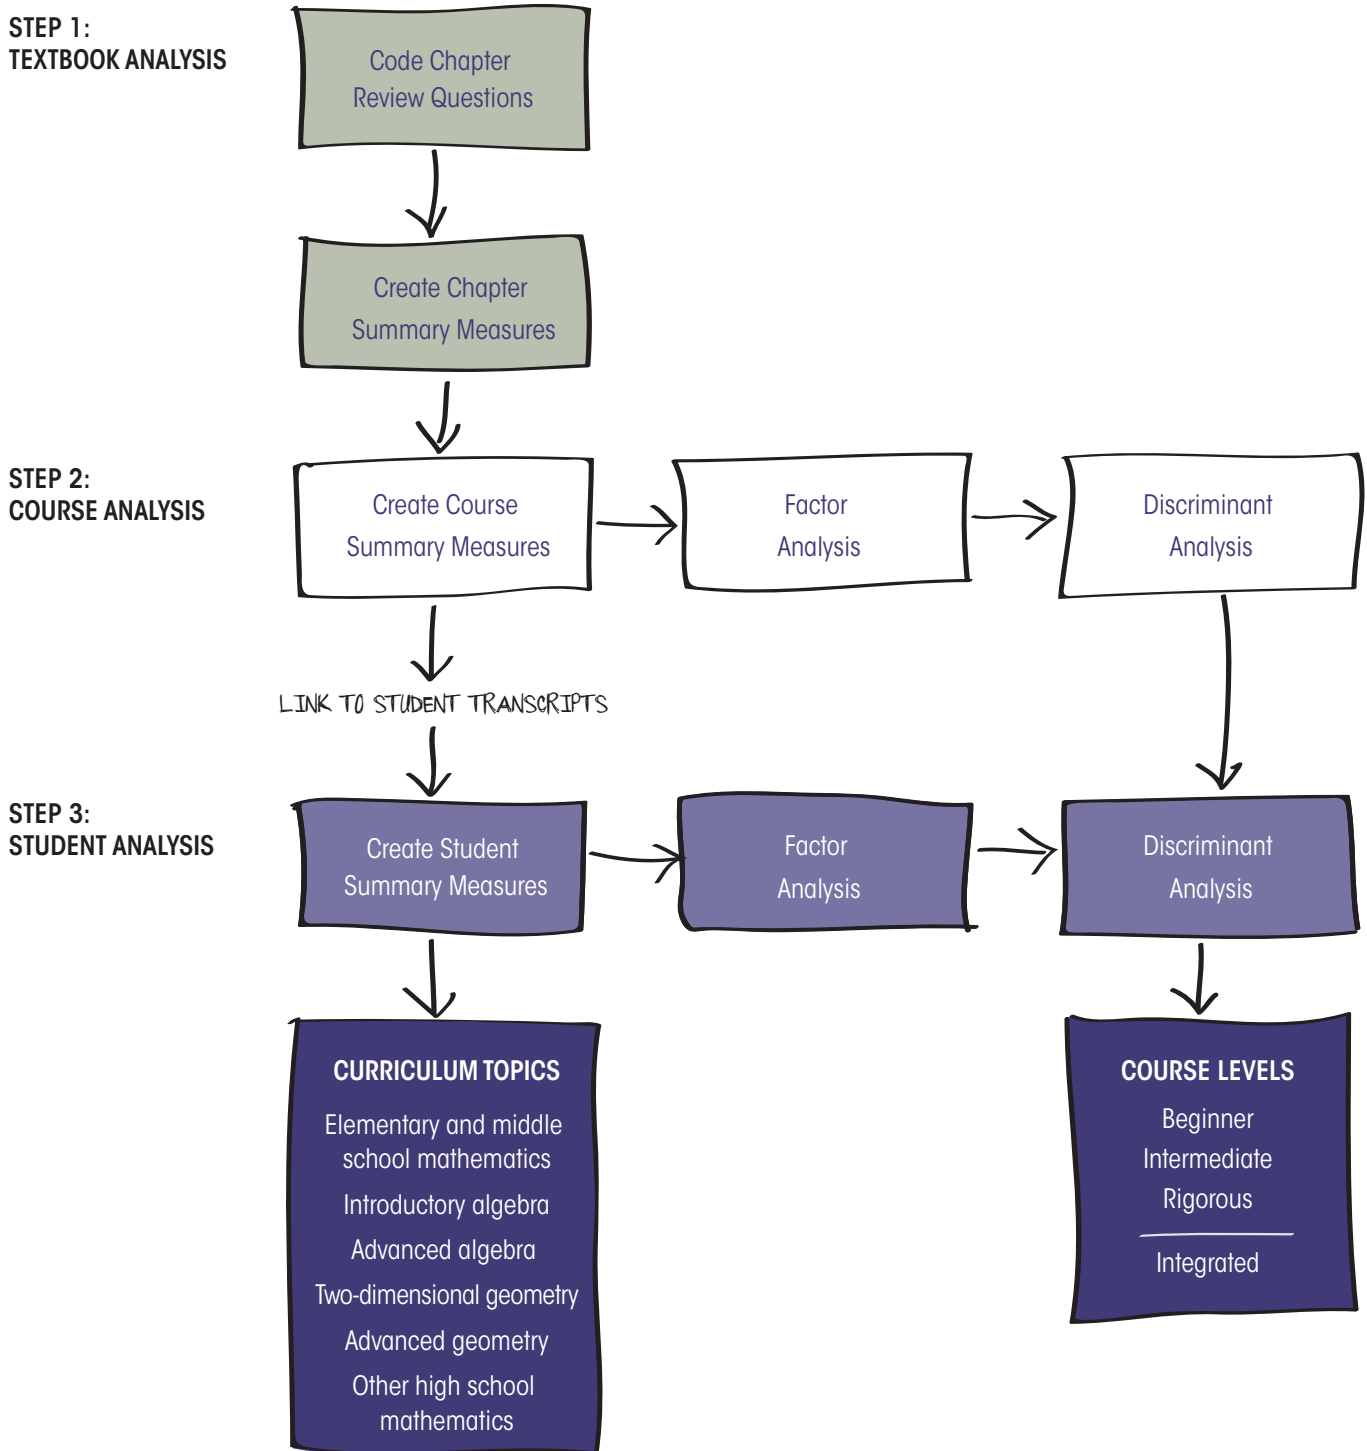 STEP 1:
TEXTBOOK ANALYSIS
Code Chapter
Review Questions
Create Chapter
Summary Measures
STEP 2:
COURSE ANALYSIS
Create Course
Summary Measures
Factor
Analysis
Discriminant
Analysis
LINK TO STUDENT TRANSCRIPTS
STEP 3:
STUDENT ANALYSIS
Create Student
Summary Measures
Factor
Analysis
Discriminant
Analysis
CURRICULUM TOPICS
Elementary and middle
school mathematics
Introductory algebra
Advanced algebra
Two-dimensional geometry
Advanced geometry
Other high school
mathematics
COURSE LEVELS
Beginner
Intermediate
Rigorous
Integrated